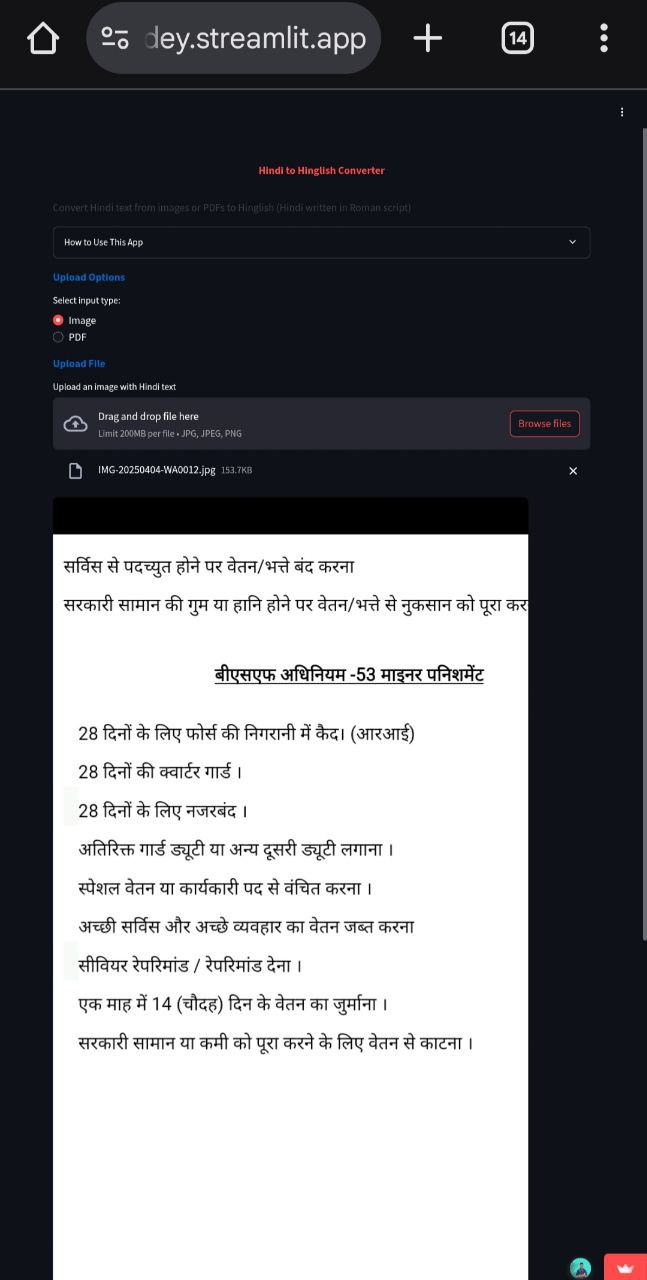 dey.streamlit.app
14
Hindi to Hinglish Converter
Convert Hindi text from images or PDFs to Hinglish (Hindi written in Roman script)
How to Use This App
Upload Options
Select input type:
Image
PDF
Upload File
Upload an image with Hindi text
Drag and drop file here
Limit 200MB per file • JPG, JPEG, PNG
Browse files
IMG-20250404-WA0012.jpg 153.7KB
सर्विस से पदच्युत होने पर वेतन/भत्ते बंद करना
सरकारी सामान की गुम या हानि होने पर वेतन/भत्ते से नुकसान को पूरा कर
बीएसएफ अधिनियम -53 माइनर पनिशमेंट
28 दिनों के लिए फोर्स की निगरानी में कैद। (आरआई)
28 दिनों की क्वार्टर गार्ड ।
28 दिनों के लिए नजरबंद ।
अतिरिक्त गार्ड ड्यूटी या अन्य दूसरी ड्यूटी लगाना ।
स्पेशल वेतन या कार्यकारी पद से वंचित करना ।
अच्छी सर्विस और अच्छे व्यवहार का वेतन जब्त करना
सीवियर रेपरिमांड / रेपरिमांड देना ।
एक माह में 14 (चौदह) दिन के वेतन का जुर्माना ।
सरकारी सामान या कमी को पूरा करने के लिए वेतन से काटना ।